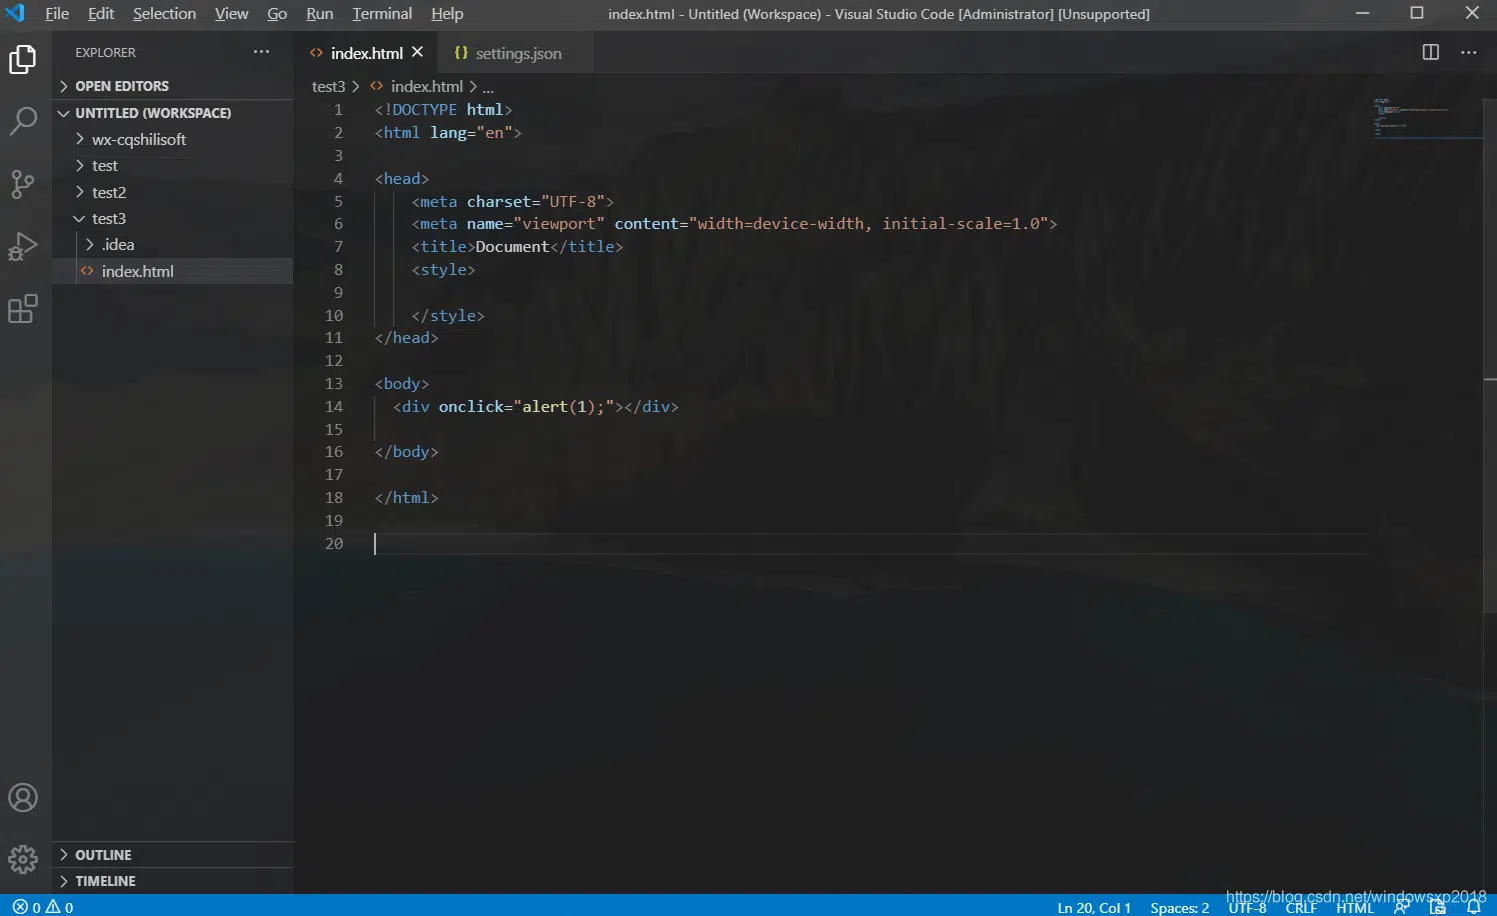 File Edit Selection View Go Run Terminal Help index.html - Untitled (Workspace) - Visual Studio Code [Administrator] [Unsupported]
EXPLORER ...
OPEN EDITORS
UNTITLED (WORKSPACE)
wx-cqshilisoft
test
test2
test3
.idea
index.html
OUTLINE
TIMELINE
index.html settings.json
test3 > index.html > ...
1 <!DOCTYPE html>
2 <html lang="en">
3
4 <head>
5 <meta charset="UTF-8">
6 <meta name="viewport" content="width=device-width, initial-scale=1.0">
7 <title>Document</title>
8 <style>
9
10 </style>
11 </head>
12
13 <body>
14 <div onclick="alert(1);"></div>
15
16 </body>
17
18 </html>
19
20
https://blog.csdn.net/windowsxp2018
0 0 Ln 20, Col 1 Spaces: 2 UTF-8 CRLF HTML